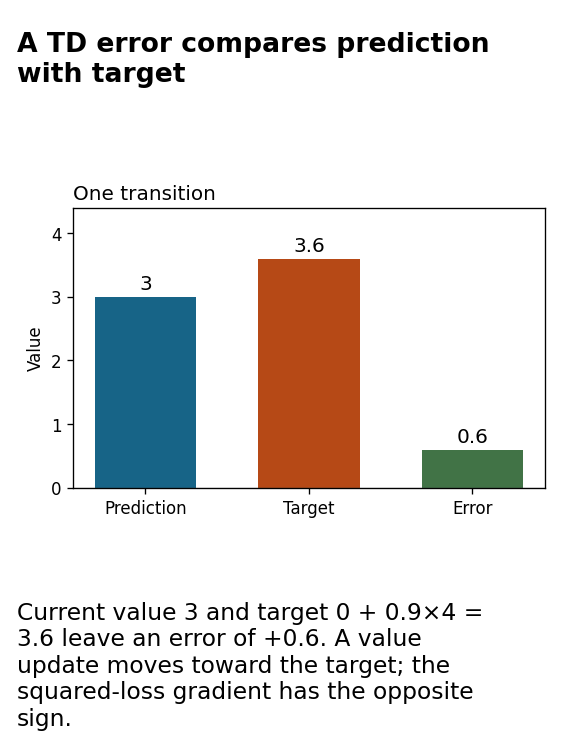 A TD error compares prediction
with target
One transition
4
3
2
1
0
Value
3
3.6
0.6
Prediction
Target
Error
Current value 3 and target 0 + 0.9×4 =
3.6 leave an error of +0.6. A value
update moves toward the target; the
squared-loss gradient has the opposite
sign.